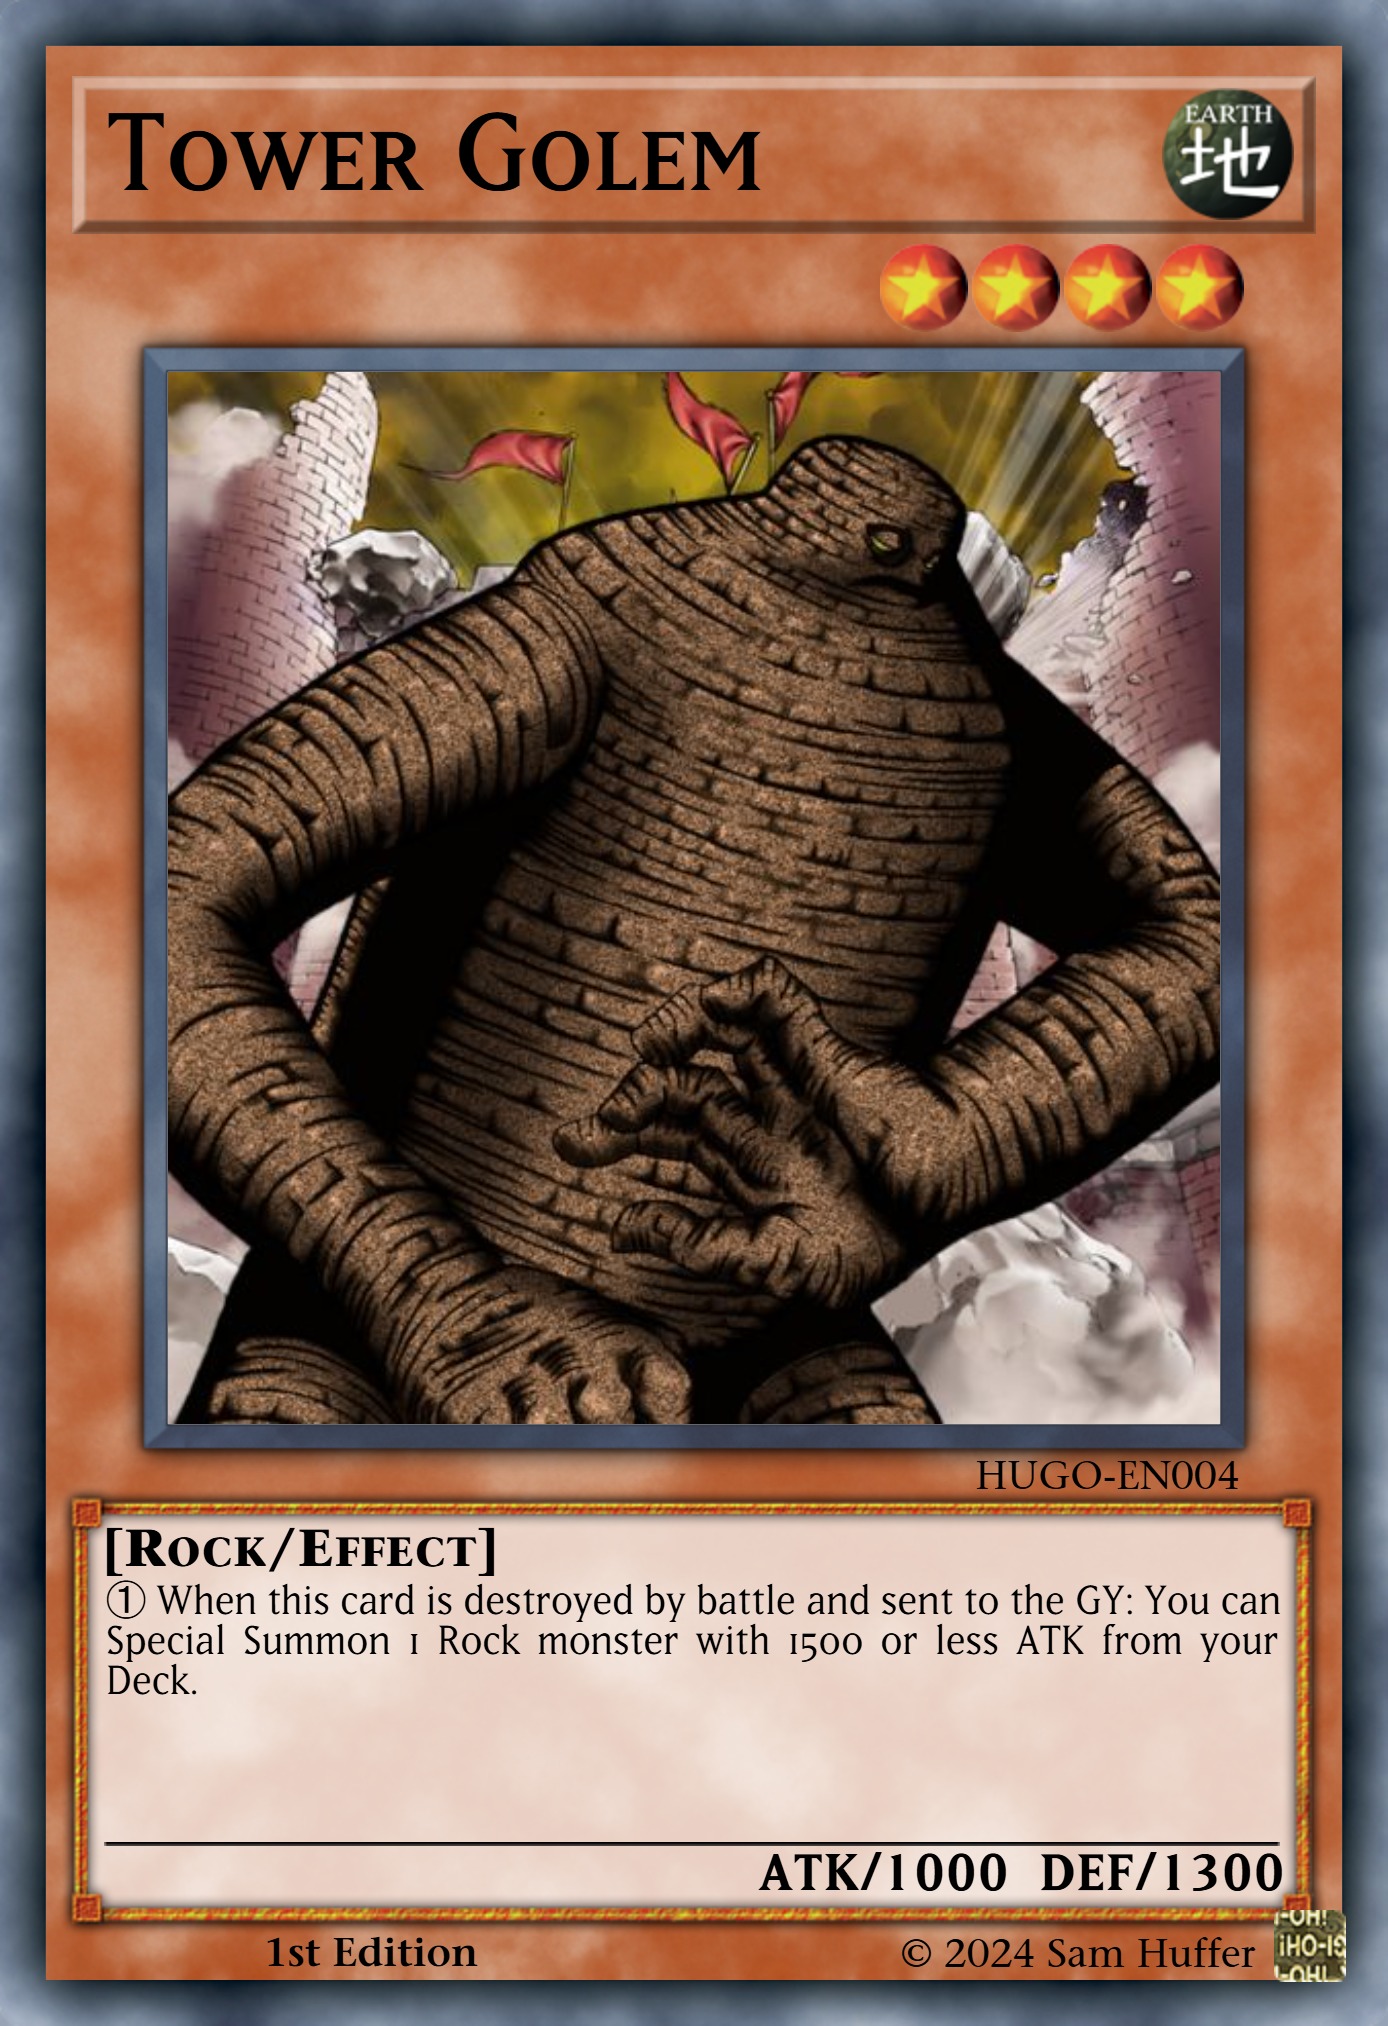 TOWER GOLEM
EARTH
地
HUGO-EN004
[ROCK/EFFECT]
① When this card is destroyed by battle and sent to the GY: You can
Special Summon 1 Rock monster with 1500 or less ATK from your
Deck.
ATK/1000 DEF/1300
1st Edition
© 2024 Sam Huffer